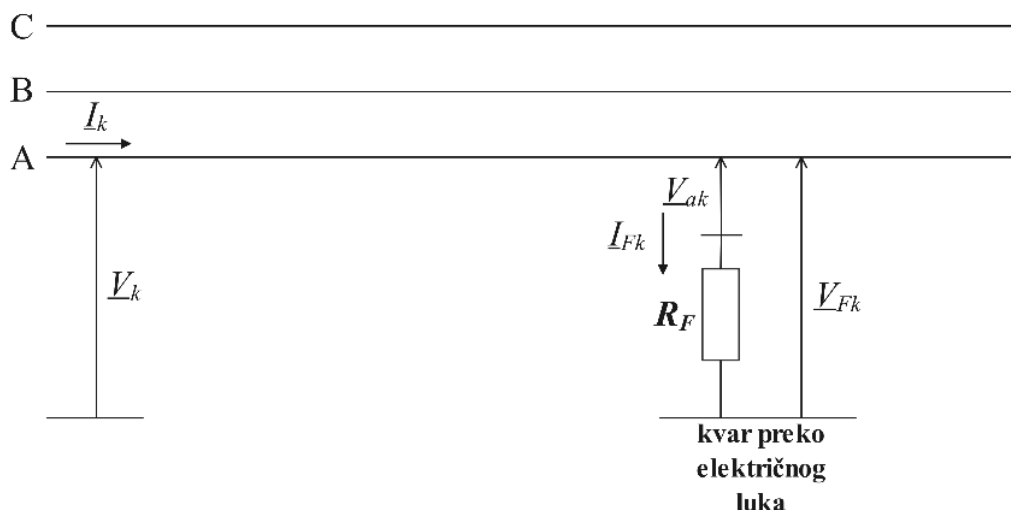 C
B
I_k
A
V_ak
I_Fk
V_k
R_F
V_Fk
kvar preko
električnog
luka